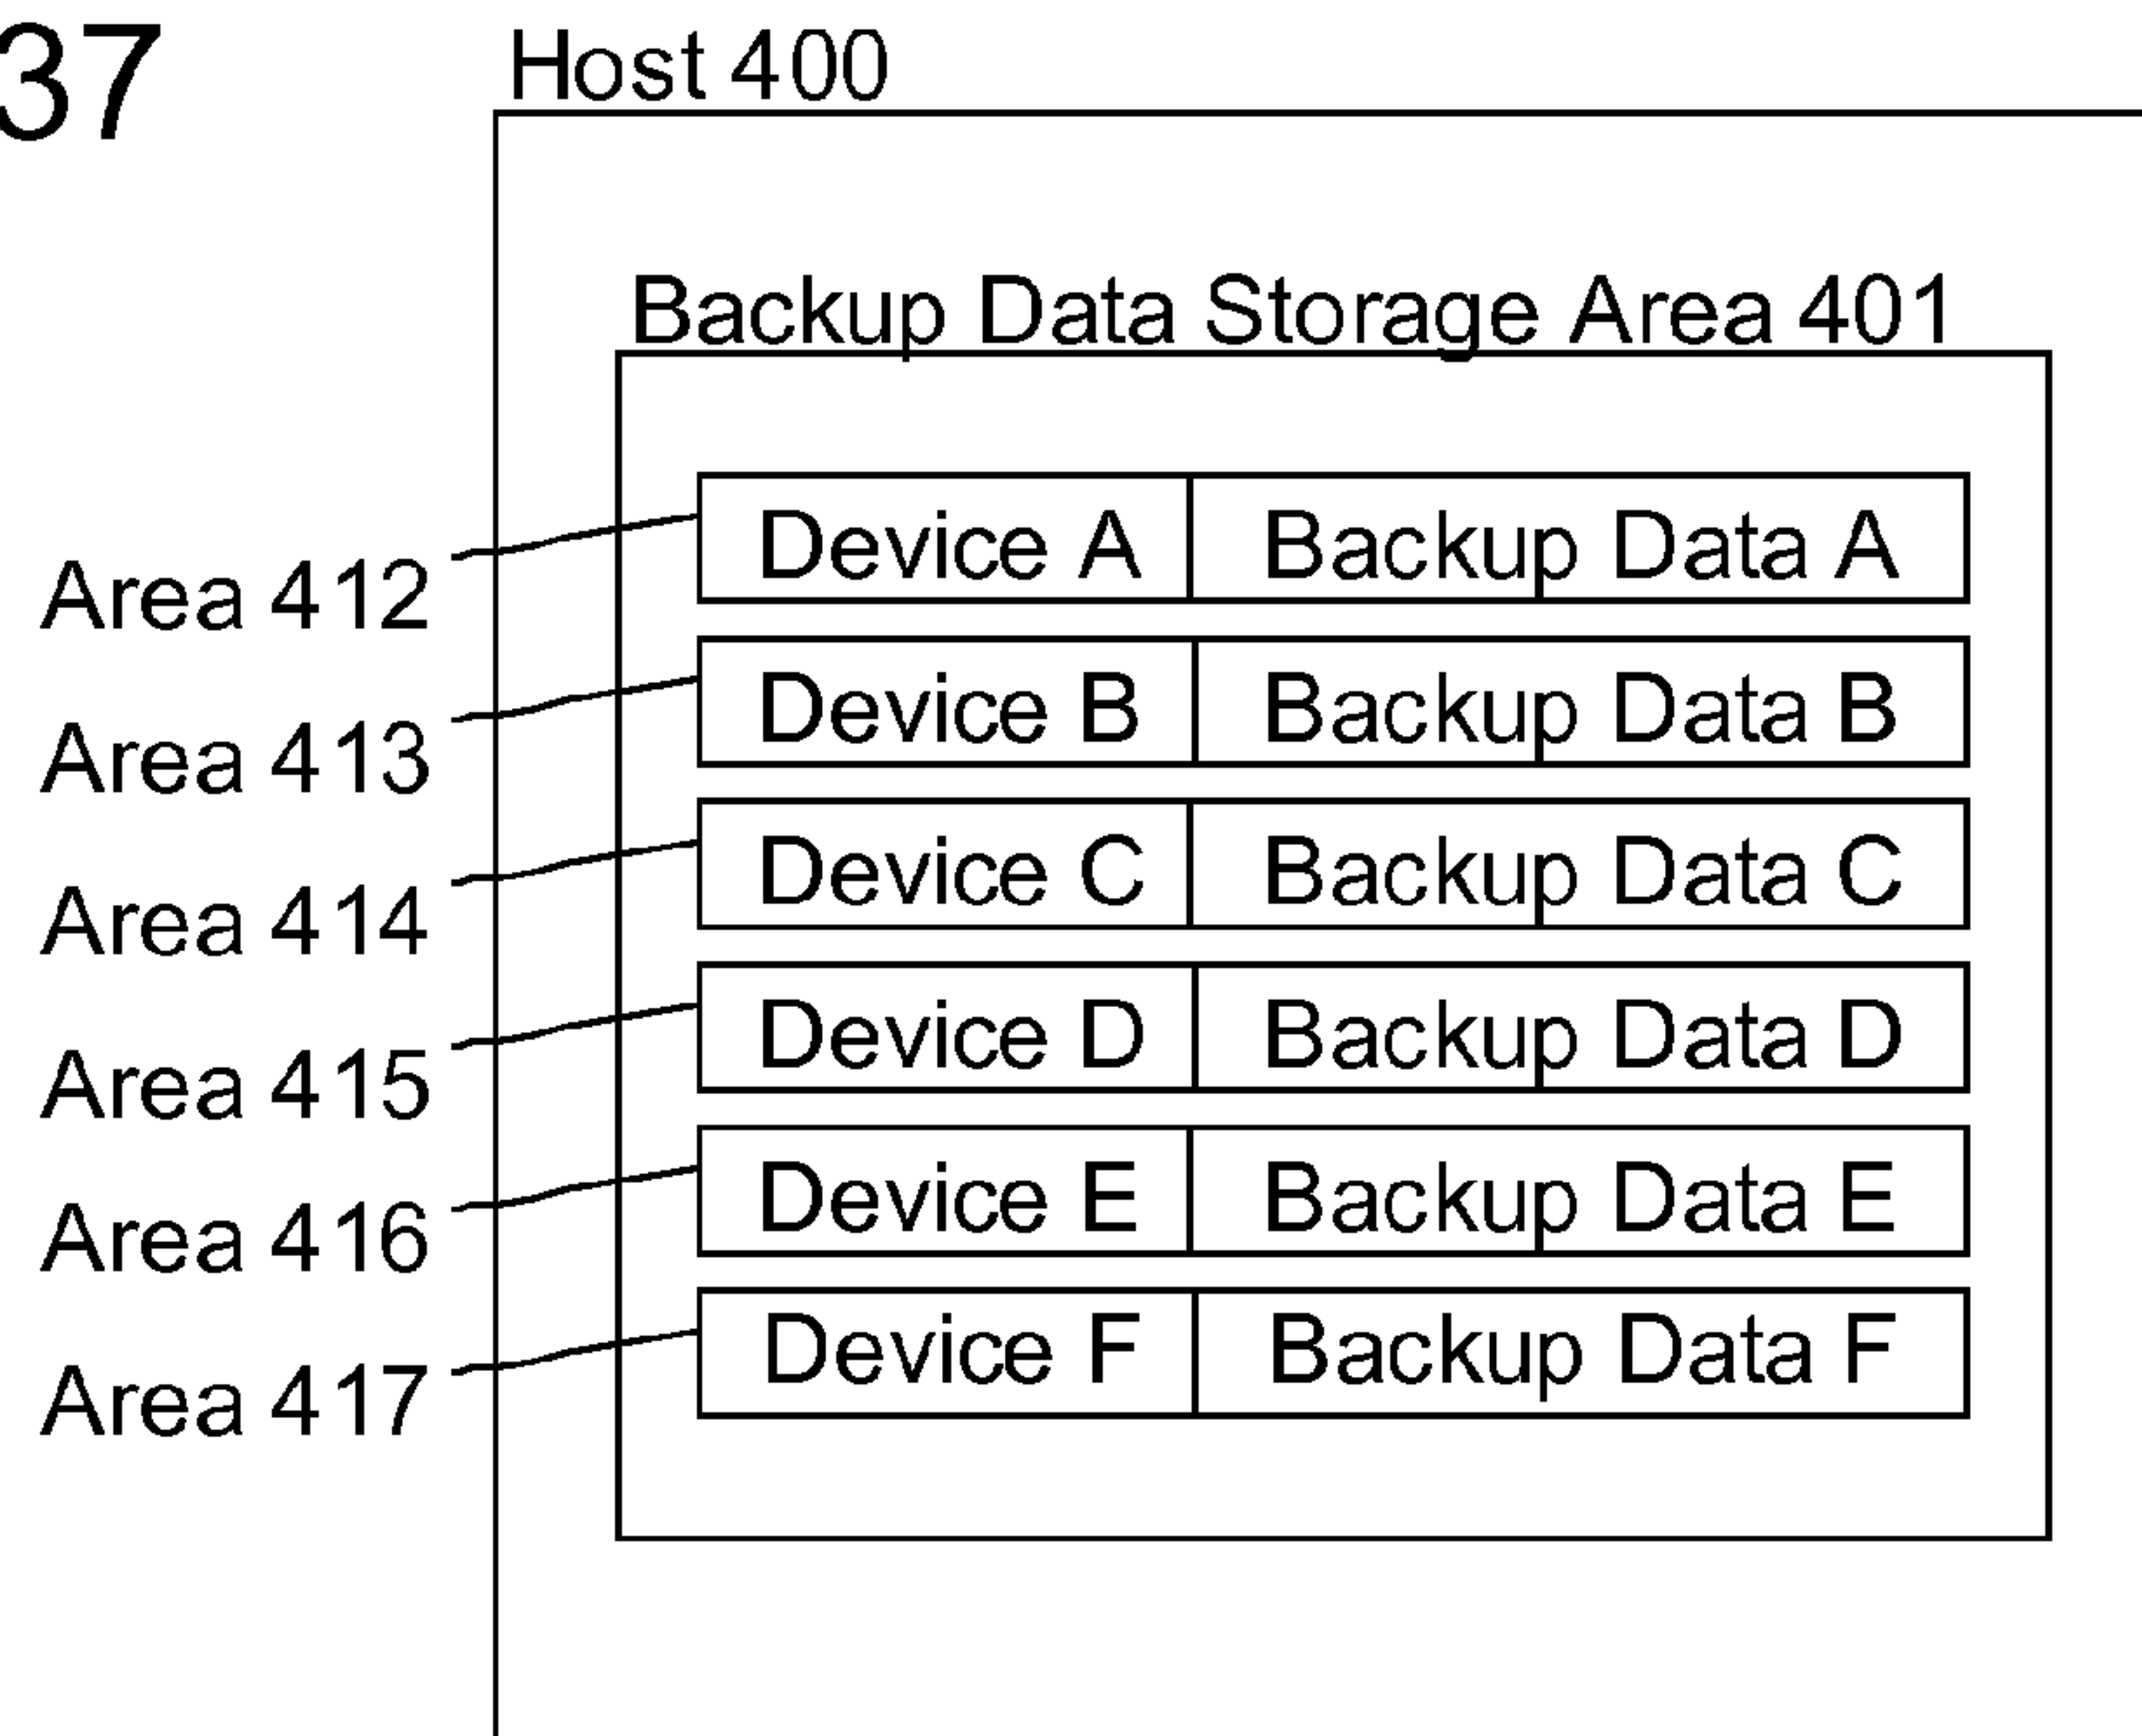 37
Host 400
Backup Data Storage Area 401
Area 412 Device A Backup Data A
Area 413 Device B Backup Data B
Area 414 Device C Backup Data C
Area 415 Device D Backup Data D
Area 416 Device E Backup Data E
Area 417 Device F Backup Data F